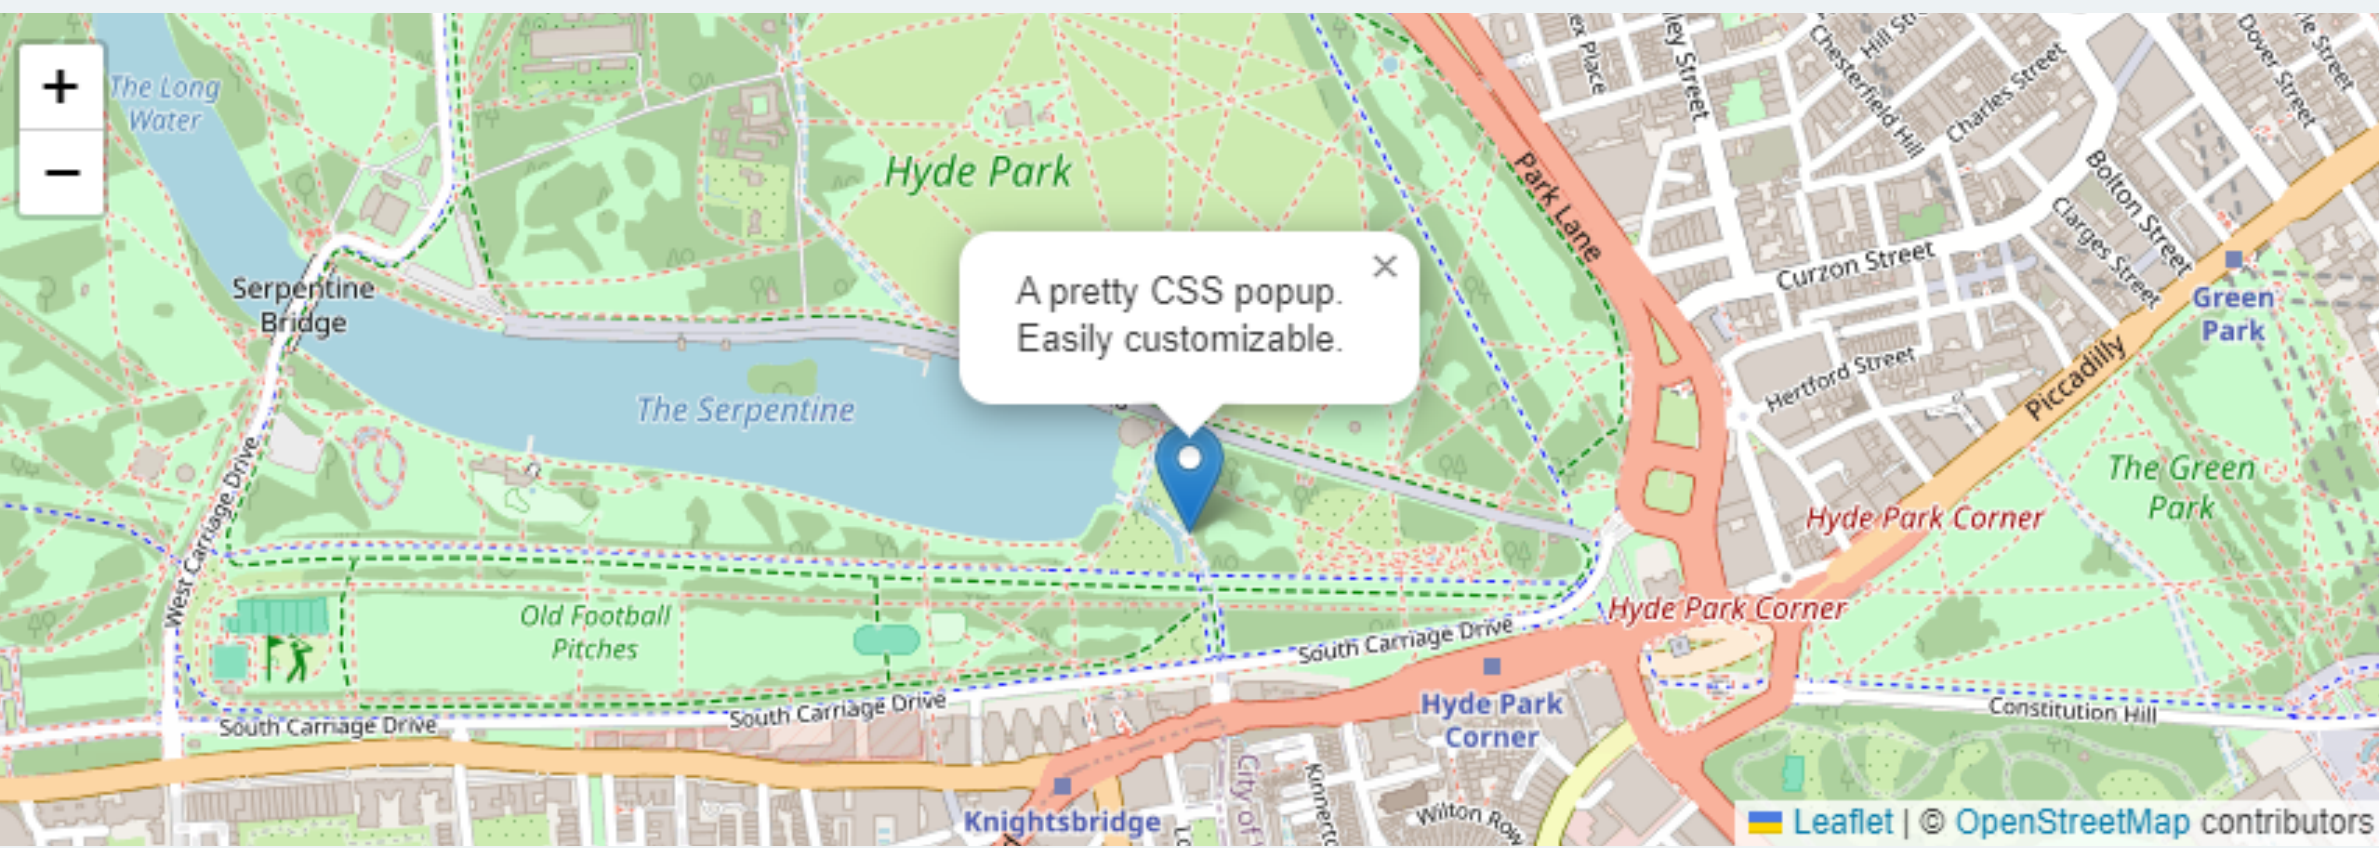 +
−
The Long
Water
Hyde Park
Serpentine
Bridge
The Serpentine
A pretty CSS popup.
Easily customizable.
×
Park Lane
Chesterfield Hill
Charles Street
Dover Street
Bolton Street
Clarges Street
Curzon Street
Hertford Street
Piccadilly
Green
Park
The Green
Park
Hyde Park Corner
Hyde Park Corner
West Carriage Drive
Old Football
Pitches
South Carriage Drive
South Carriage Drive
South Carriage Drive
Hyde Park
Corner
Constitution Hill
Knightsbridge
City of
Wilton Row
Leaflet | © OpenStreetMap contributors